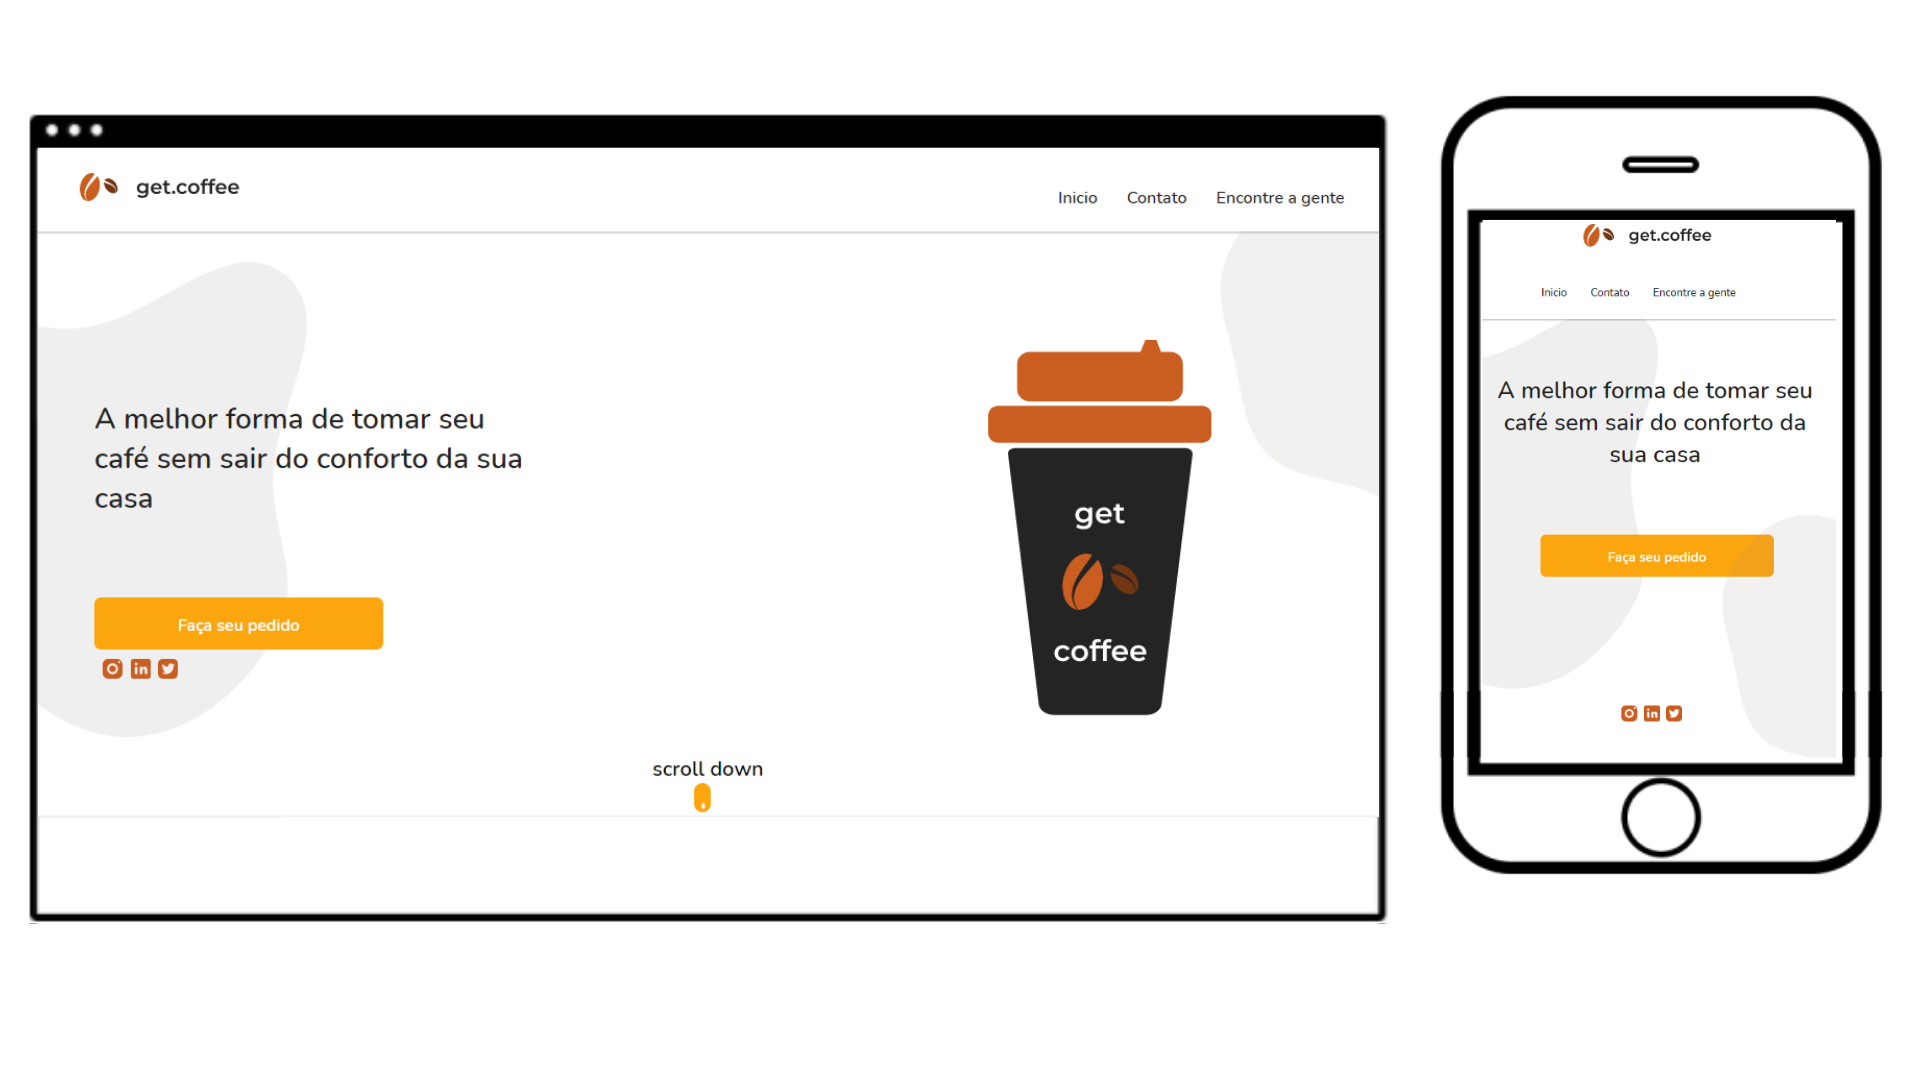 get.coffee
Inicio Contato Encontre a gente
A melhor forma de tomar seu
café sem sair do conforto da sua
casa
Faça seu pedido
in
get
coffee
scroll down
get.coffee
Inicio Contato Encontre a gente
A melhor forma de tomar seu
café sem sair do conforto da
sua casa
Faça seu pedido
in